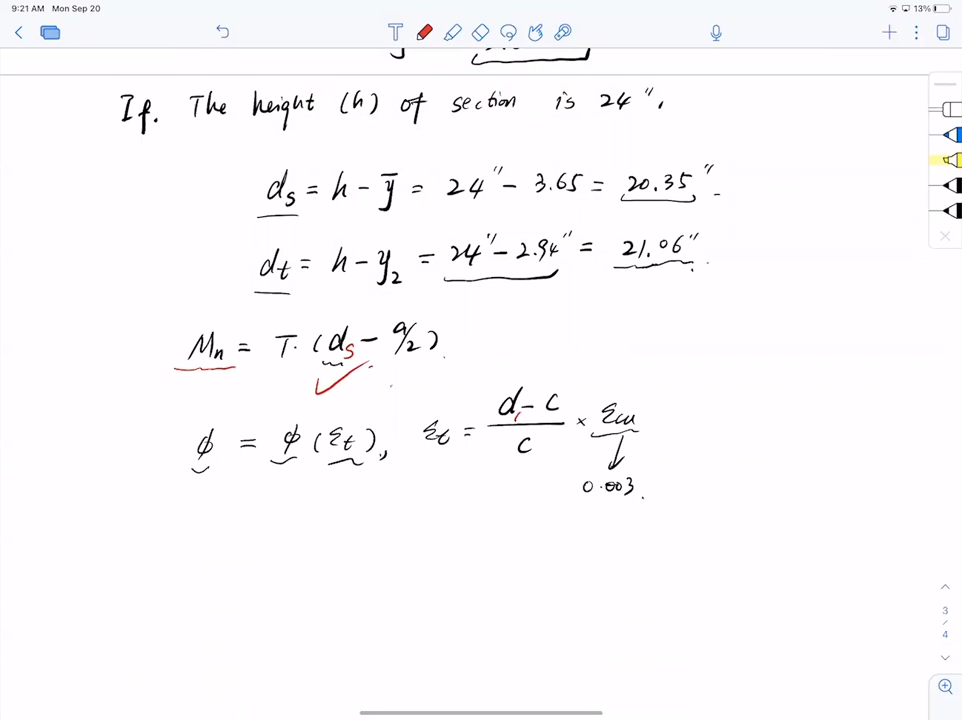 9:21 AM Mon Sep 20
13%
If. The height (h) of section is 24".
ds = h - ȳ = 24" - 3.65 = 20.35"
dt = h - y₂ = 24" - 2.94" = 21.06"
Mn = T·(ds - a/2)
ϕ = ϕ(εt), εt = (d - c)/c × εcu
0.003
3
/
4